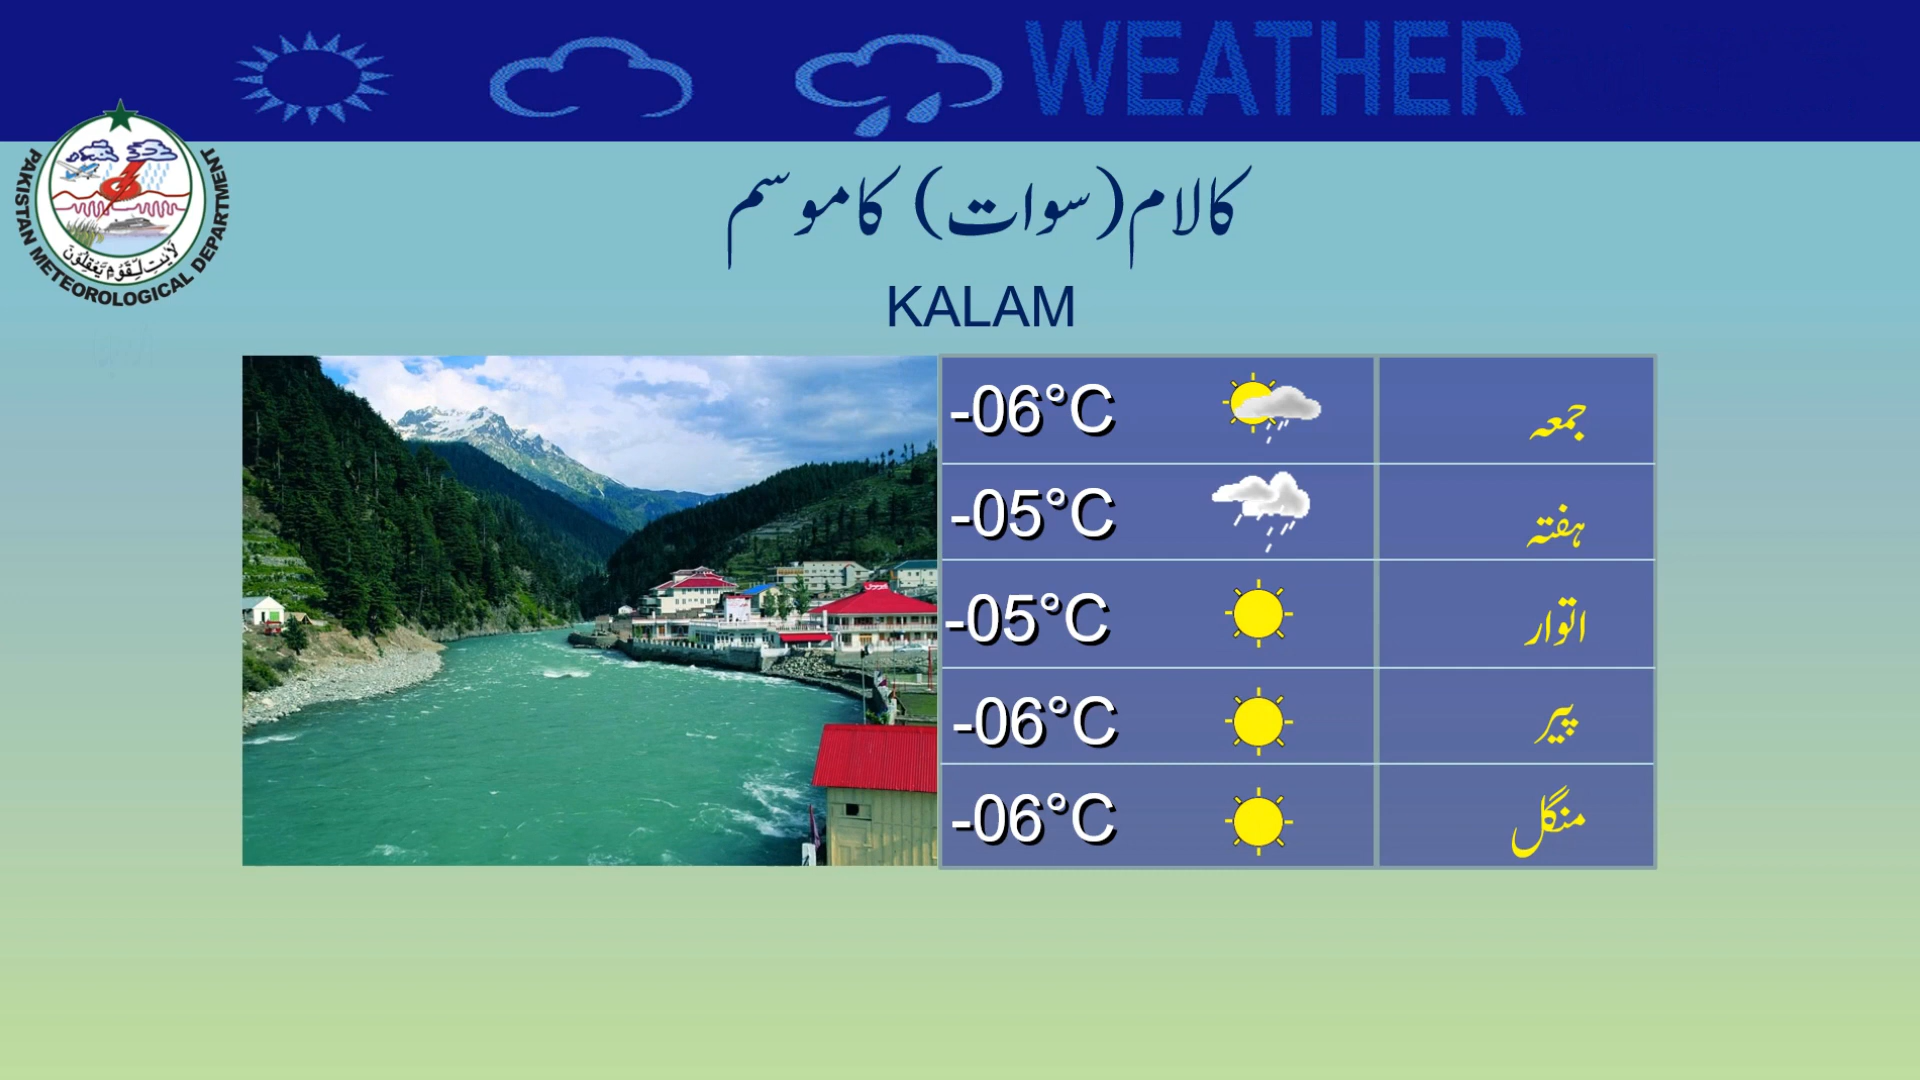 WEATHER
PAKISTAN METEOROLOGICAL DEPARTMENT
لَاٰیٰتٍ لِّقَوْمٍ یَّعْقِلُوْنَ
کالام (سوات) کا موسم
KALAM
-06°C جمعہ
-05°C ہفتہ
-05°C اتوار
-06°C پیر
-06°C منگل